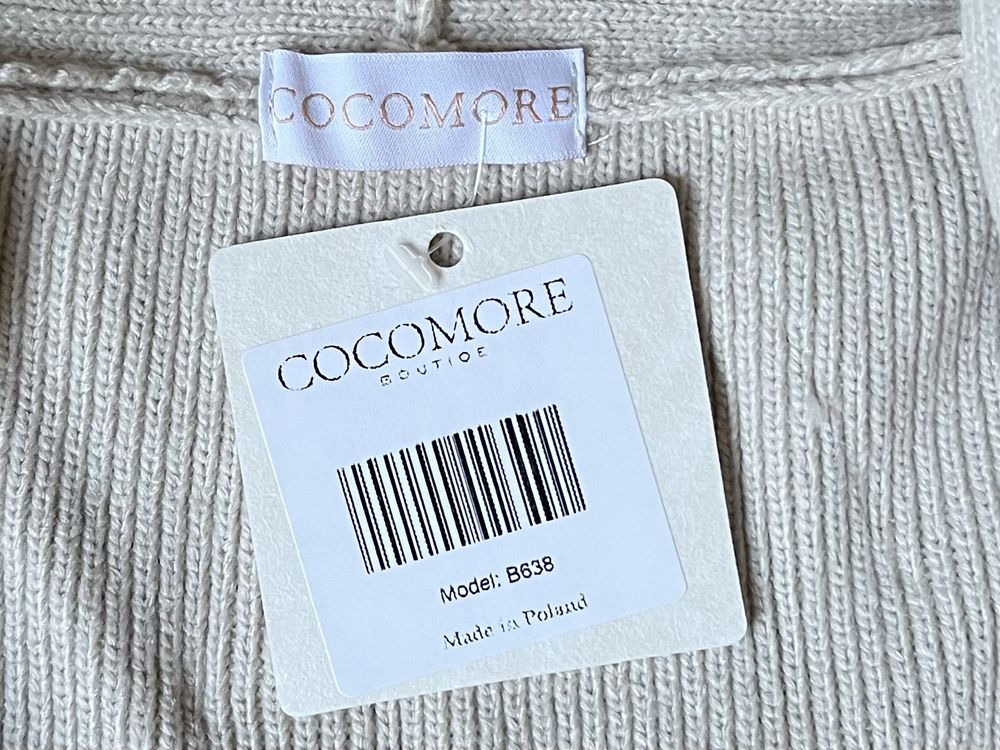 COCOMORE
COCOMORE
BOUTIQE
Model: B638
Made in Poland